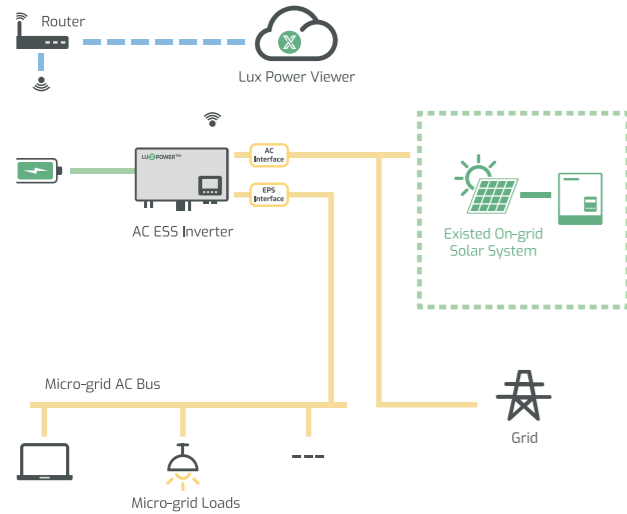 Router
Lux Power Viewer
AC
Interface
LUXPOWERTEK
EPS
Interface
AC ESS Inverter
Existed On-grid
Solar System
Micro-grid AC Bus
Grid
Micro-grid Loads